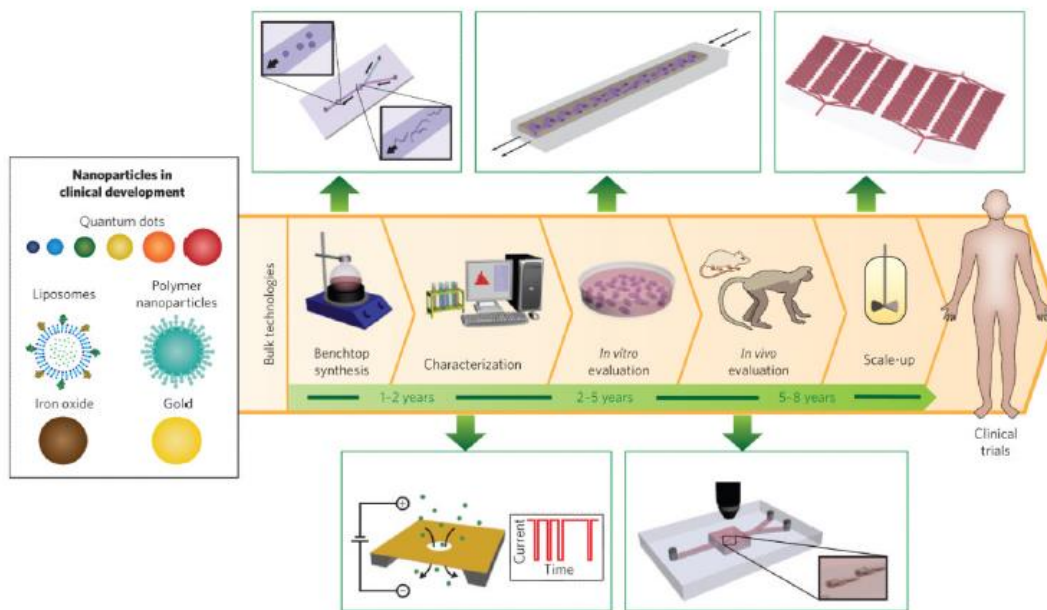 Nanoparticles in
clinical development
Quantum dots
Liposomes
Polymer
nanoparticles
Iron oxide
Gold
Bulk technologies
Benchtop
synthesis
Characterization
In vitro
evaluation
In vivo
evaluation
Scale-up
1–2 years
2–5 years
5–8 years
Clinical
trials
+
−
Current
Time